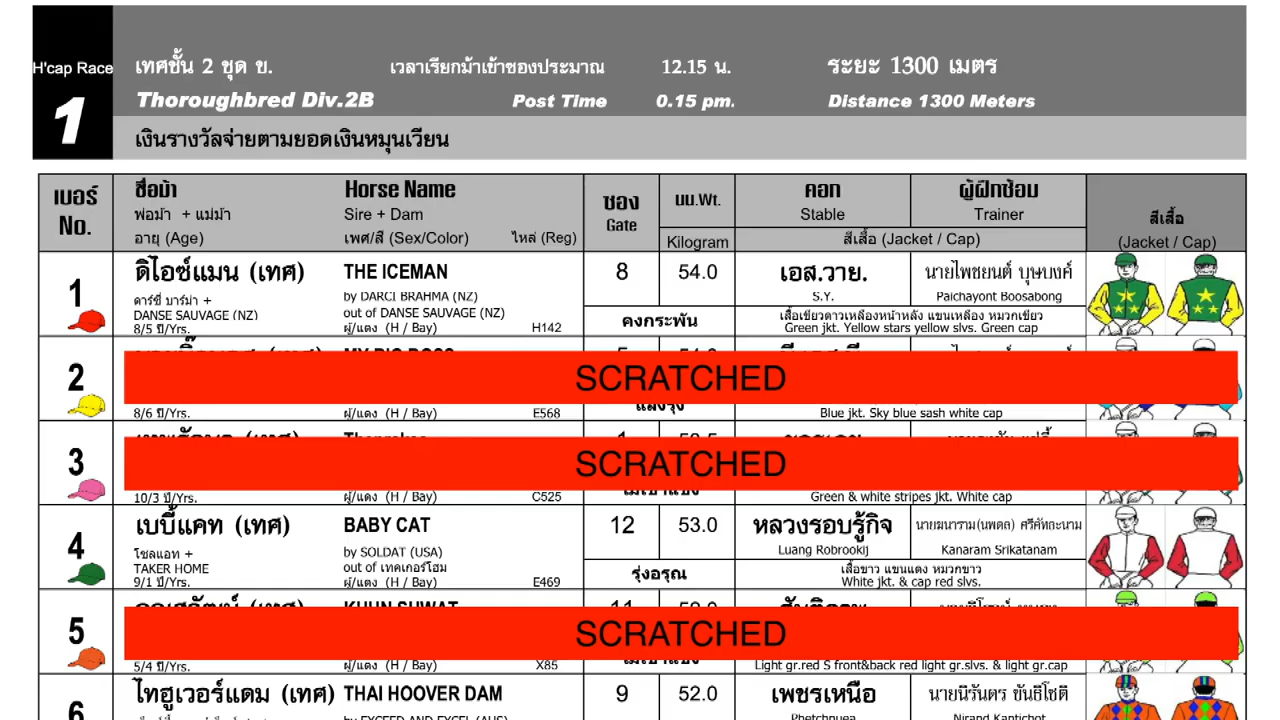 H'cap Race
1
เทศชั้น 2 ชุด ข. เวลาเรียกม้าเข้าซองประมาณ 12.15 น. ระยะ 1300 เมตร
Thoroughbred Div.2B Post Time 0.15 pm. Distance 1300 Meters
เงินรางวัลจ่ายตามยอดเงินหมุนเวียน
เบอร์ ชื่อม้า Horse Name ซอง นน.Wt. คอก ผู้ฝึกซ้อม สีเสื้อ
No. พ่อม้า + แม่ม้า Sire + Dam Gate Stable Trainer
อายุ (Age) เพศ/สี (Sex/Color) ไหล่ (Reg) Kilogram สีเสื้อ (Jacket / Cap) (Jacket / Cap)
1 ดิไอซ์แมน (เทศ) THE ICEMAN 8 54.0 เอส.วาย. นายไพชยนต์ บุษบงค์
ดาร์ซี่ บาร์ม่า + by DARCI BRAHMA (NZ) S.Y. Paichayont Boosabong
DANSE SAUVAGE (NZ) out of DANSE SAUVAGE (NZ) คงกระพัน เสื้อเขียวดาวเหลืองหน้าหลัง แขนเหลือง หมวกเขียว
8/5 ปี/Yrs. ผู้/แดง (H / Bay) H142 Green jkt. Yellow stars yellow slvs. Green cap
2 SCRATCHED
8/6 ปี/Yrs. ผู้/แดง (H / Bay) E568 Blue jkt. Sky blue sash white cap
3 SCRATCHED
10/3 ปี/Yrs. ผู้/แดง (H / Bay) C525 Green & white stripes jkt. White cap
4 เบบี้แคท (เทศ) BABY CAT 12 53.0 หลวงรอบรู้กิจ นายฆนาราม(นพดล) ศรีคัทธะนาม
โซลแอท + by SOLDAT (USA) Luang Robrookij Kanaram Srikatanam
TAKER HOME out of เทคเกอร์โฮม รุ่งอรุณ เสื้อขาว แขนแดง หมวกขาว
9/1 ปี/Yrs. ผู้/แดง (H / Bay) E469 White jkt. & cap red slvs.
5 SCRATCHED
5/4 ปี/Yrs. ผู้/แดง (H / Bay) X85 Light gr.red S front&back red light gr.slvs. & light gr.cap
6 ไทฮูเวอร์แดม (เทศ) THAI HOOVER DAM 9 52.0 เพชรเหนือ นายนิรันดร ขันธิโชติ
by EXCEED AND EXCEL (AUS) Phetchnuea Nirand Kantichot